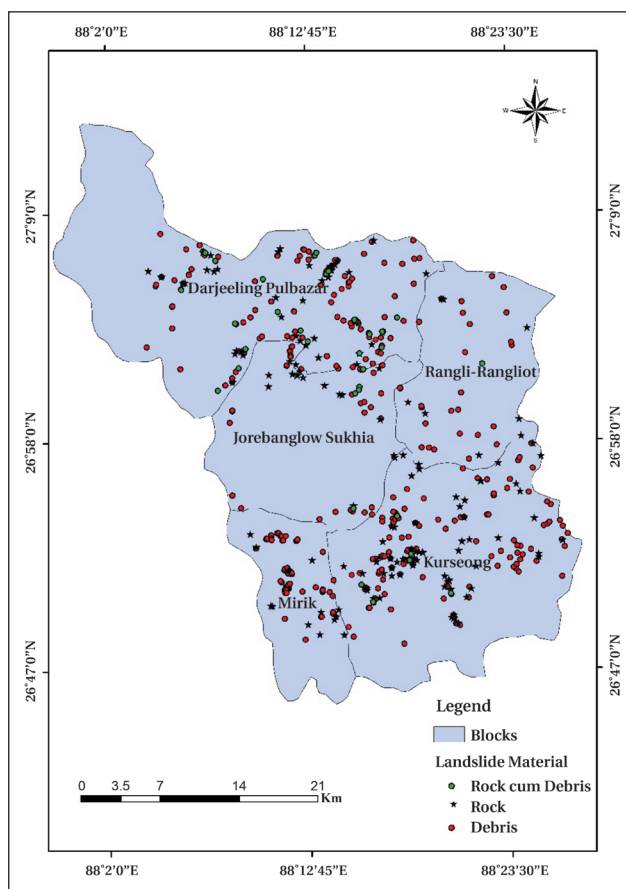 88°2'0"E 88°12'45"E 88°23'30"E
N
W E
S
27°9'0"N 27°9'0"N
Darjeeling Pulbazar
Rangli-Rangliot
Jorebanglow Sukhia
26°58'0"N 26°58'0"N
Kurseong
Mirik
26°47'0"N 26°47'0"N
Legend
Blocks
Landslide Material
Rock cum Debris
Rock
Debris
0 3.5 7 14 21
Km
88°2'0"E 88°12'45"E 88°23'30"E